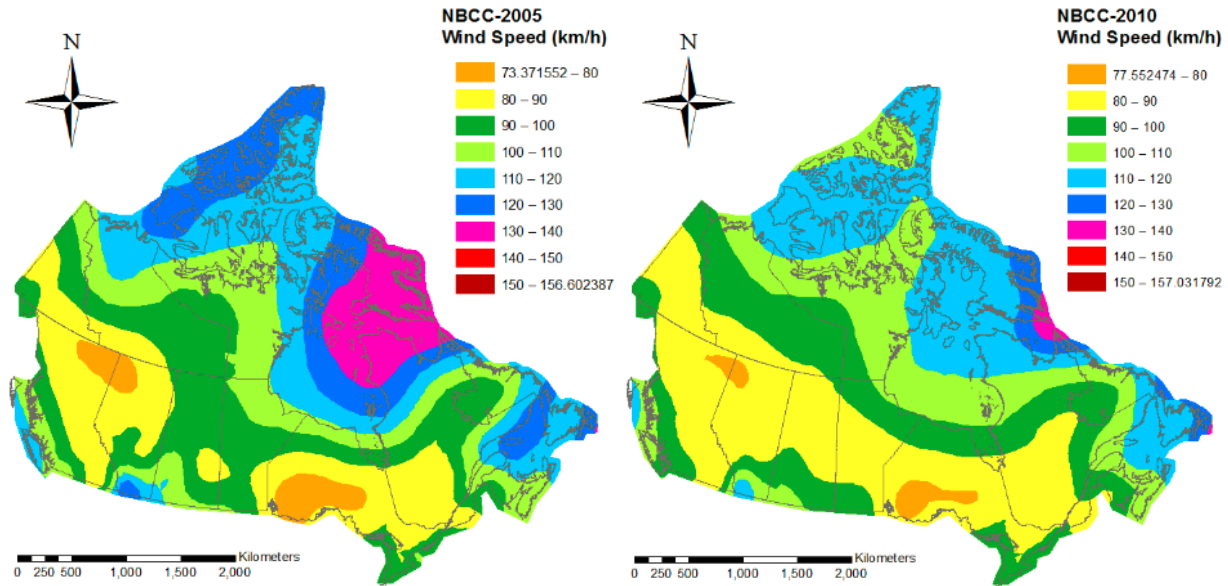 NBCC-2005
Wind Speed (km/h)
N
73.371552 – 80
80 – 90
90 – 100
100 – 110
110 – 120
120 – 130
130 – 140
140 – 150
150 – 156.602387
Kilometers
0 250 500 1,000 1,500 2,000
NBCC-2010
Wind Speed (km/h)
N
77.552474 – 80
80 – 90
90 – 100
100 – 110
110 – 120
120 – 130
130 – 140
140 – 150
150 – 157.031792
Kilometers
0 250 500 1,000 1,500 2,000